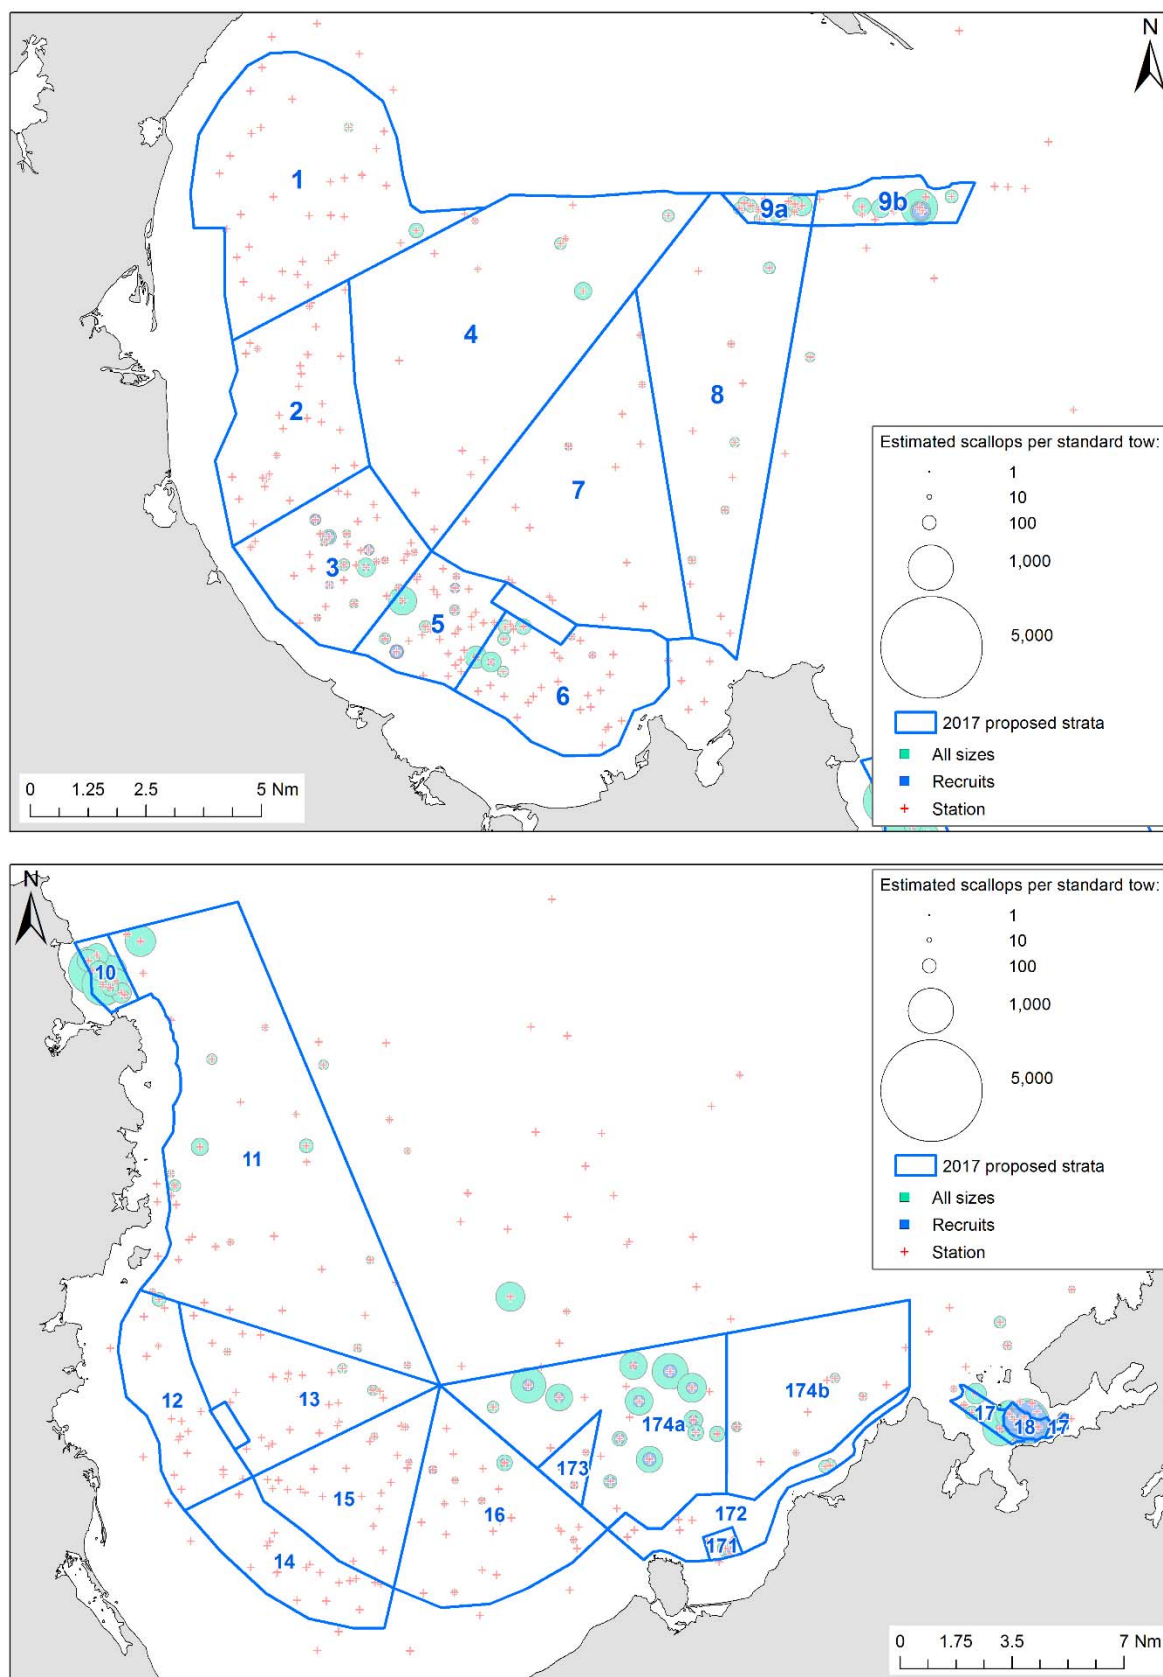 N
1
9a
9b
4
2
8
7
3
5
6
Estimated scallops per standard tow:
1
10
100
1,000
5,000
2017 proposed strata
All sizes
Recruits
Station
0 1.25 2.5 5 Nm
N
10
11
Estimated scallops per standard tow:
1
10
100
1,000
5,000
2017 proposed strata
All sizes
Recruits
Station
12
13
174a
174b
17
18
17
173
15
16
172
171
14
0 1.75 3.5 7 Nm